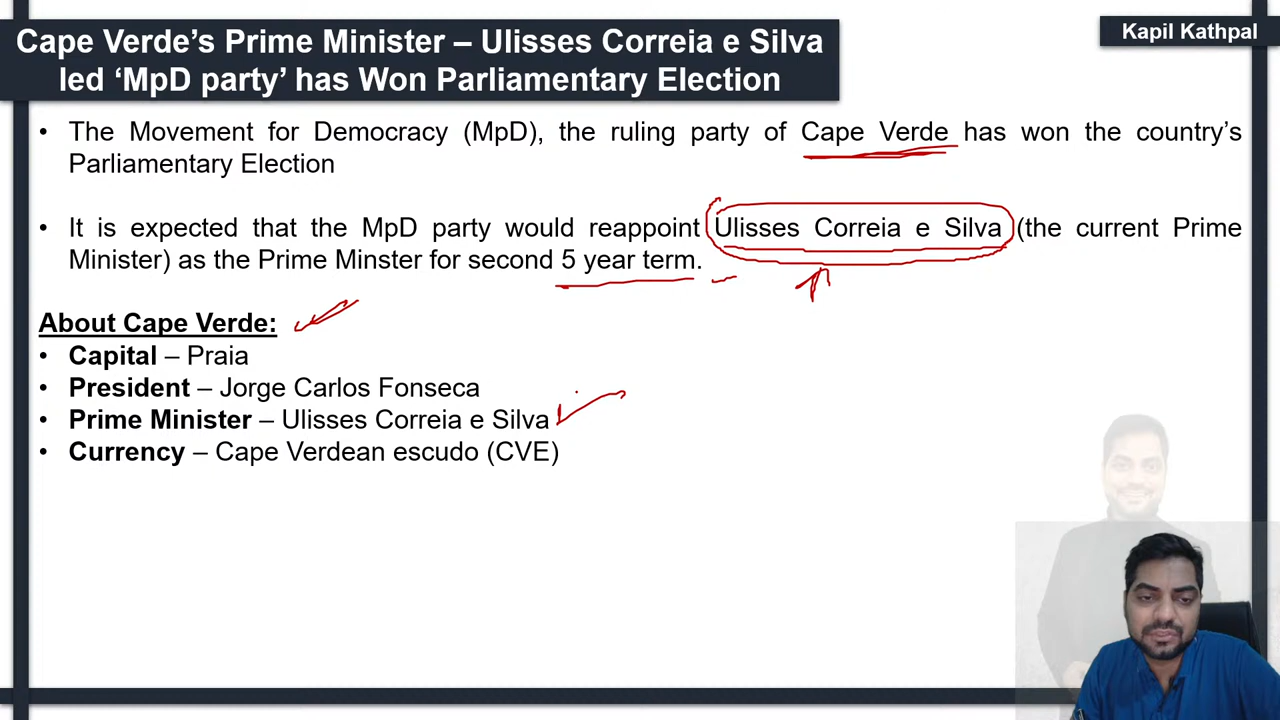 Cape Verde’s Prime Minister – Ulisses Correia e Silva
led ‘MpD party’ has Won Parliamentary Election
Kapil Kathpal
• The Movement for Democracy (MpD), the ruling party of Cape Verde has won the country’s
Parliamentary Election
• It is expected that the MpD party would reappoint Ulisses Correia e Silva (the current Prime
Minister) as the Prime Minster for second 5 year term.
About Cape Verde:
• Capital – Praia
• President – Jorge Carlos Fonseca
• Prime Minister – Ulisses Correia e Silva
• Currency – Cape Verdean escudo (CVE)